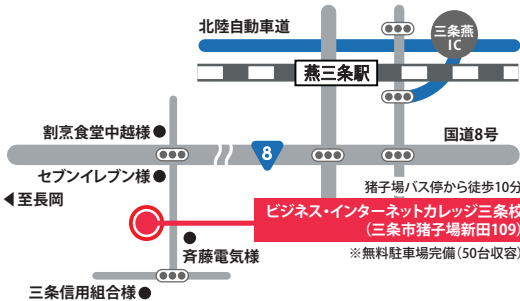 北陸自動車道
三条燕
IC
燕三条駅
割烹食堂中越様●
国道8号
8
セブンイレブン様●
猪子場バス停から徒歩10分
◀至長岡
ビジネス・インターネットカレッジ三条校
(三条市猪子場新田109)
●
斉藤電気様
※無料駐車場完備(50台収容)
三条信用組合様●